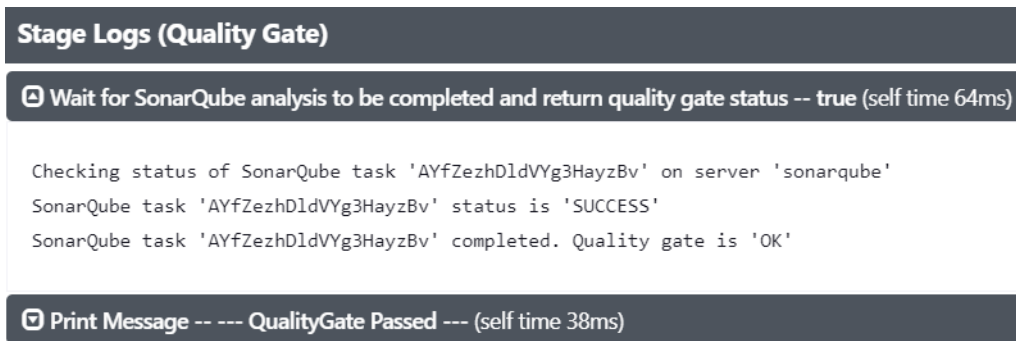 Stage Logs (Quality Gate)
Wait for SonarQube analysis to be completed and return quality gate status -- true (self time 64ms)
Checking status of SonarQube task 'AYfZezhDldVYg3HayzBv' on server 'sonarqube'
SonarQube task 'AYfZezhDldVYg3HayzBv' status is 'SUCCESS'
SonarQube task 'AYfZezhDldVYg3HayzBv' completed. Quality gate is 'OK'
Print Message -- --- QualityGate Passed --- (self time 38ms)